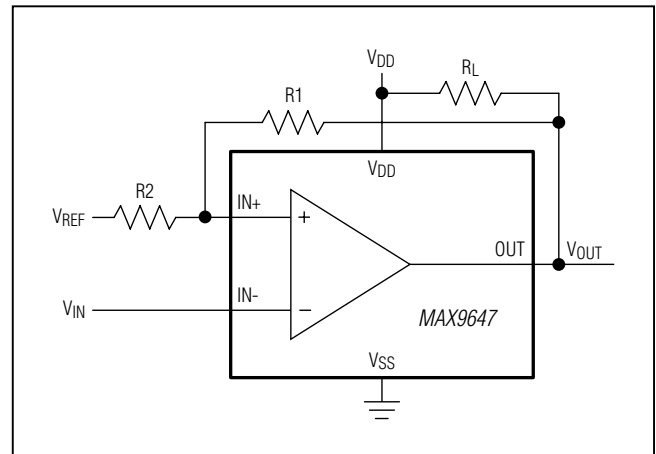 VDD
RL
R1
VDD
R2
IN+
VREF
+
OUT
VOUT
IN-
VIN
−
MAX9647
VSS